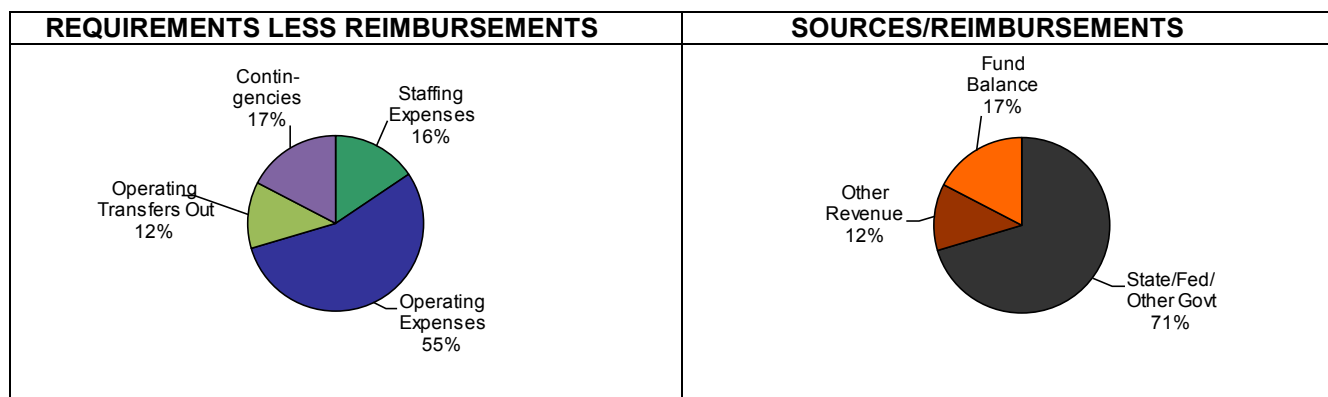 REQUIREMENTS LESS REIMBURSEMENTS
SOURCES/REIMBURSEMENTS
Contin-
gencies
17%
Staffing
Expenses
16%
Operating
Transfers Out
12%
Operating
Expenses
55%
Fund
Balance
17%
Other
Revenue
12%
State/Fed/
Other Govt
71%